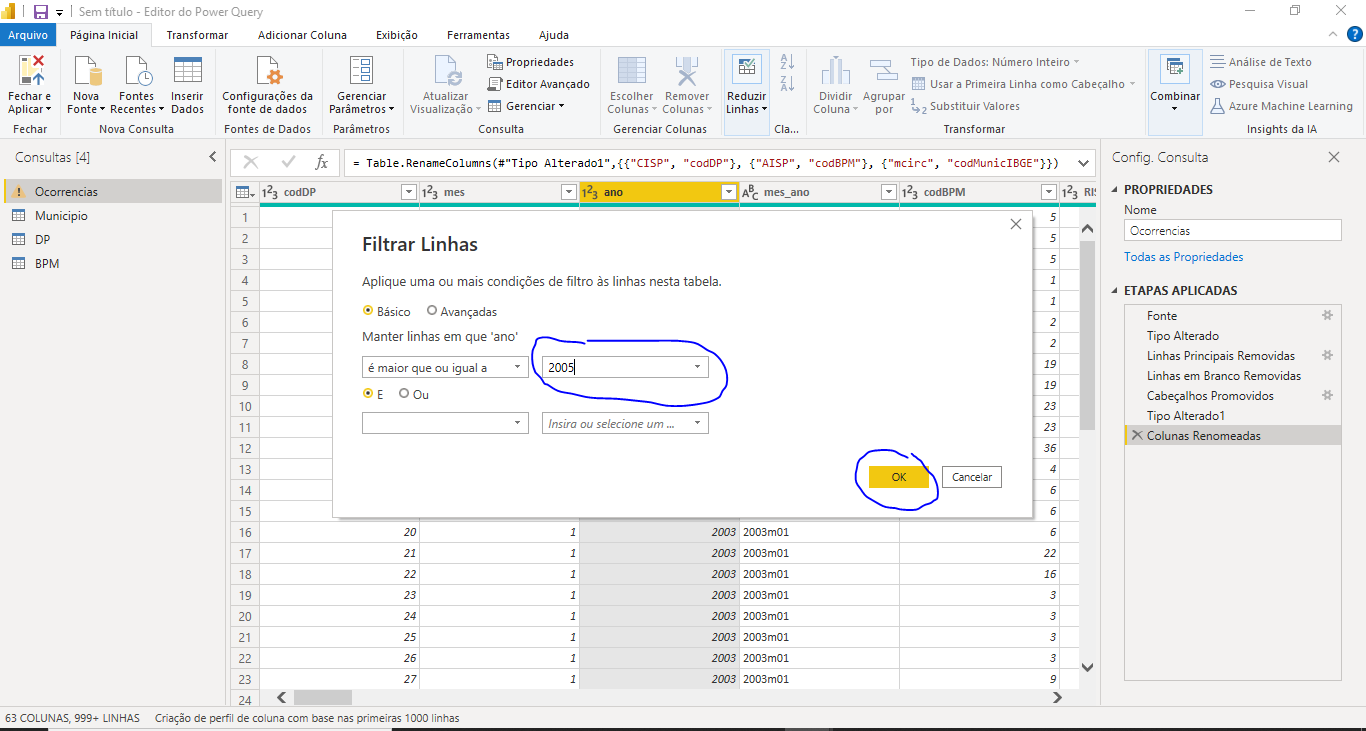 Sem título - Editor do Power Query
Arquivo Página Inicial Transformar Adicionar Coluna Exibição Ferramentas Ajuda
Fechar e Aplicar
Fechar
Nova Fonte
Fontes Recentes
Inserir Dados
Nova Consulta
Configurações da fonte de dados
Fontes de Dados
Gerenciar Parâmetros
Parâmetros
Atualizar Visualização
Propriedades
Editor Avançado
Gerenciar
Consulta
Escolher Colunas
Remover Colunas
Gerenciar Colunas
Reduzir Linhas
Cla...
Dividir Coluna
Agrupar por
Tipo de Dados: Número Inteiro
Usar a Primeira Linha como Cabeçalho
Substituir Valores
Transformar
Combinar
Análise de Texto
Pesquisa Visual
Azure Machine Learning
Insights da IA
Consultas [4]
Ocorrencias
Municipio
DP
BPM
fx = Table.RenameColumns(#"Tipo Alterado1",{{"CISP", "codDP"}, {"AISP", "codBPM"}, {"mcirc", "codMunicIBGE"}})
123 codDP 123 mes 123 ano ABC mes_ano 123 codBPM 123 RIS
1 5
2 5
3 5
4 1
5 1
6 2
7 2
8 19
9 19
10 23
11 23
12 36
13 4
14 6
15 6
16 20 1 2003 2003m01 6
17 21 1 2003 2003m01 22
18 22 1 2003 2003m01 16
19 23 1 2003 2003m01 3
20 24 1 2003 2003m01 3
21 25 1 2003 2003m01 3
22 26 1 2003 2003m01 3
23 27 1 2003 2003m01 9
24
Filtrar Linhas
Aplique uma ou mais condições de filtro às linhas nesta tabela.
Básico Avançadas
Manter linhas em que 'ano'
é maior que ou igual a 2005
E Ou
Insira ou selecione um ...
OK Cancelar
Config. Consulta
PROPRIEDADES
Nome
Ocorrencias
Todas as Propriedades
ETAPAS APLICADAS
Fonte
Tipo Alterado
Linhas Principais Removidas
Linhas em Branco Removidas
Cabeçalhos Promovidos
Tipo Alterado1
Colunas Renomeadas
63 COLUNAS, 999+ LINHAS Criação de perfil de coluna com base nas primeiras 1000 linhas